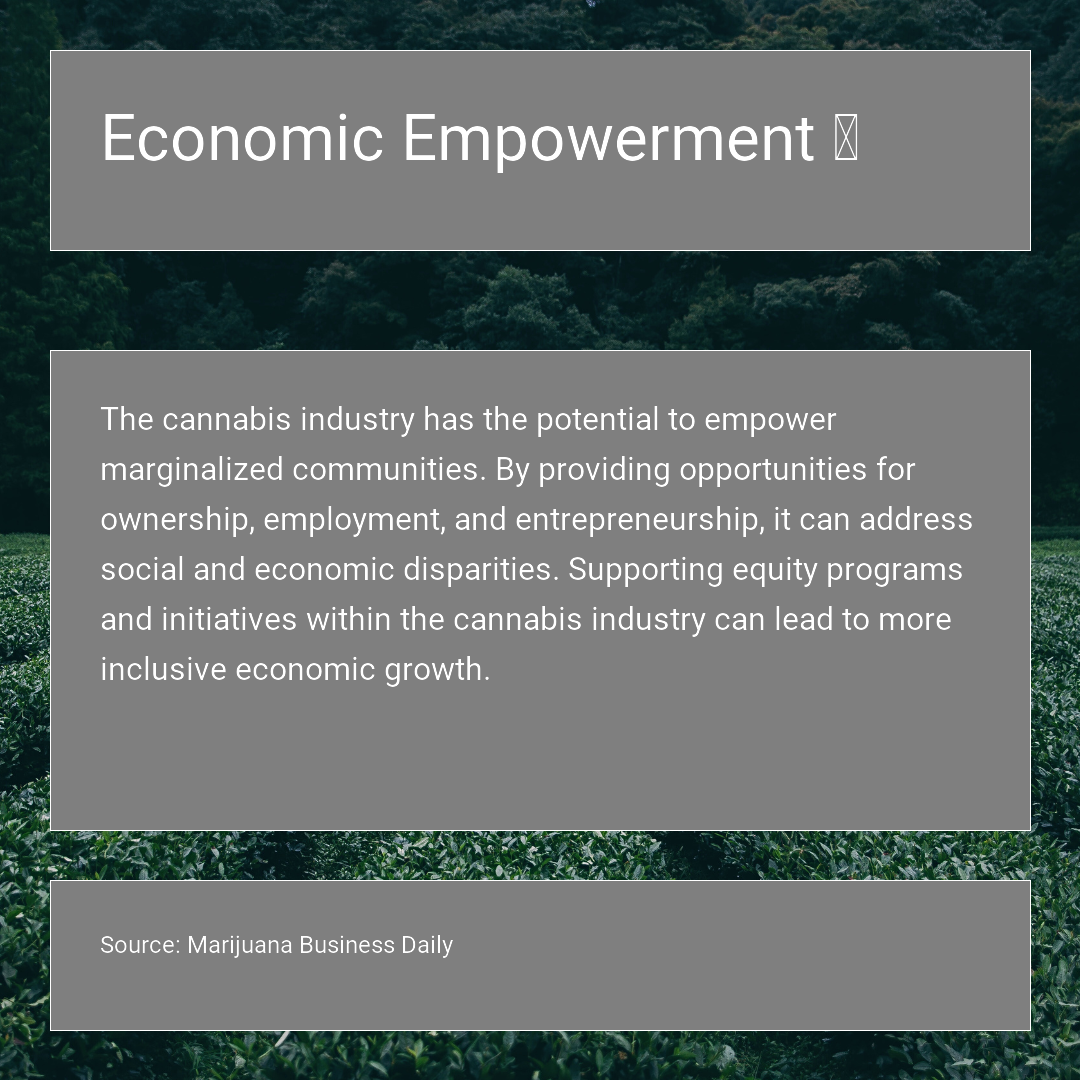 Economic Empowerment
The cannabis industry has the potential to empower
marginalized communities. By providing opportunities for
ownership, employment, and entrepreneurship, it can address
social and economic disparities. Supporting equity programs
and initiatives within the cannabis industry can lead to more
inclusive economic growth.
Source: Marijuana Business Daily